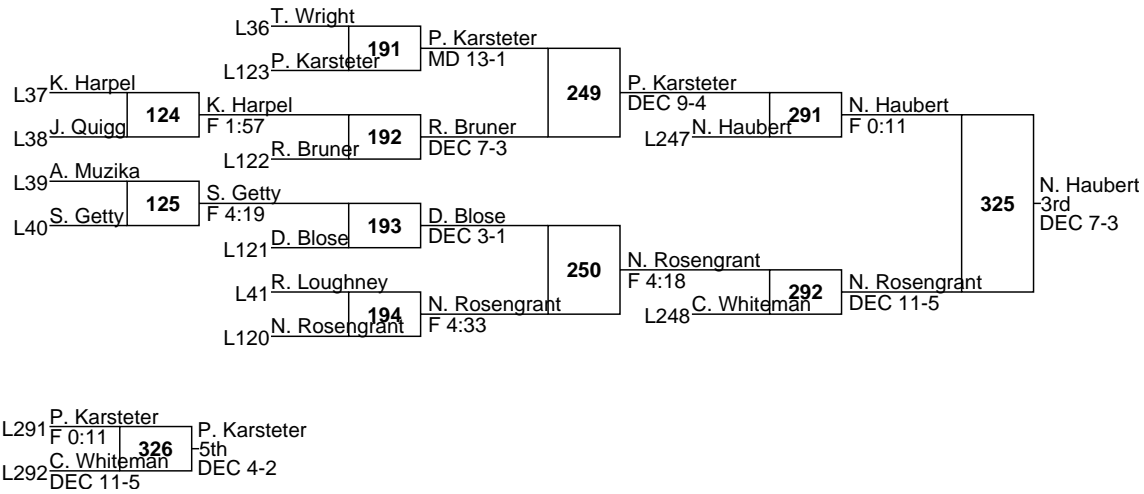 T. Wright
L36
191
P. Karsteter
MD 13-1
P. Karsteter
L123
K. Harpel
L37
124
K. Harpel
F 1:57
J. Quigg
L38
249
P. Karsteter
DEC 9-4
192
R. Bruner
DEC 7-3
R. Bruner
L122
291
N. Haubert
F 0:11
N. Haubert
L247
A. Muzika
L39
125
S. Getty
F 4:19
S. Getty
L40
193
D. Blose
DEC 3-1
D. Blose
L121
325
N. Haubert
3rd
DEC 7-3
250
N. Rosengrant
F 4:18
R. Loughney
L41
194
N. Rosengrant
F 4:33
N. Rosengrant
L120
292
N. Rosengrant
DEC 11-5
C. Whiteman
L248
P. Karsteter
L291
F 0:11
326
P. Karsteter
5th
DEC 4-2
C. Whiteman
L292
DEC 11-5